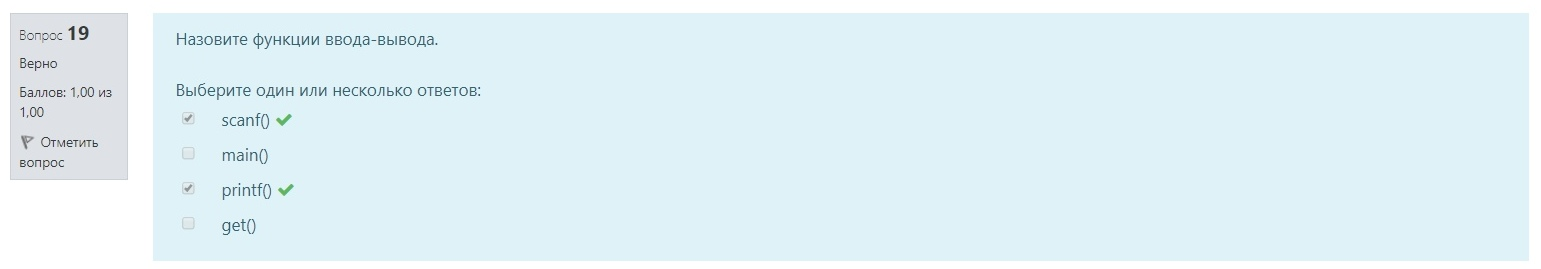 Вопрос 19
Верно
Баллов: 1,00 из
1,00
Отметить
вопрос
Назовите функции ввода-вывода.
Выберите один или несколько ответов:
scanf()
main()
printf()
get()